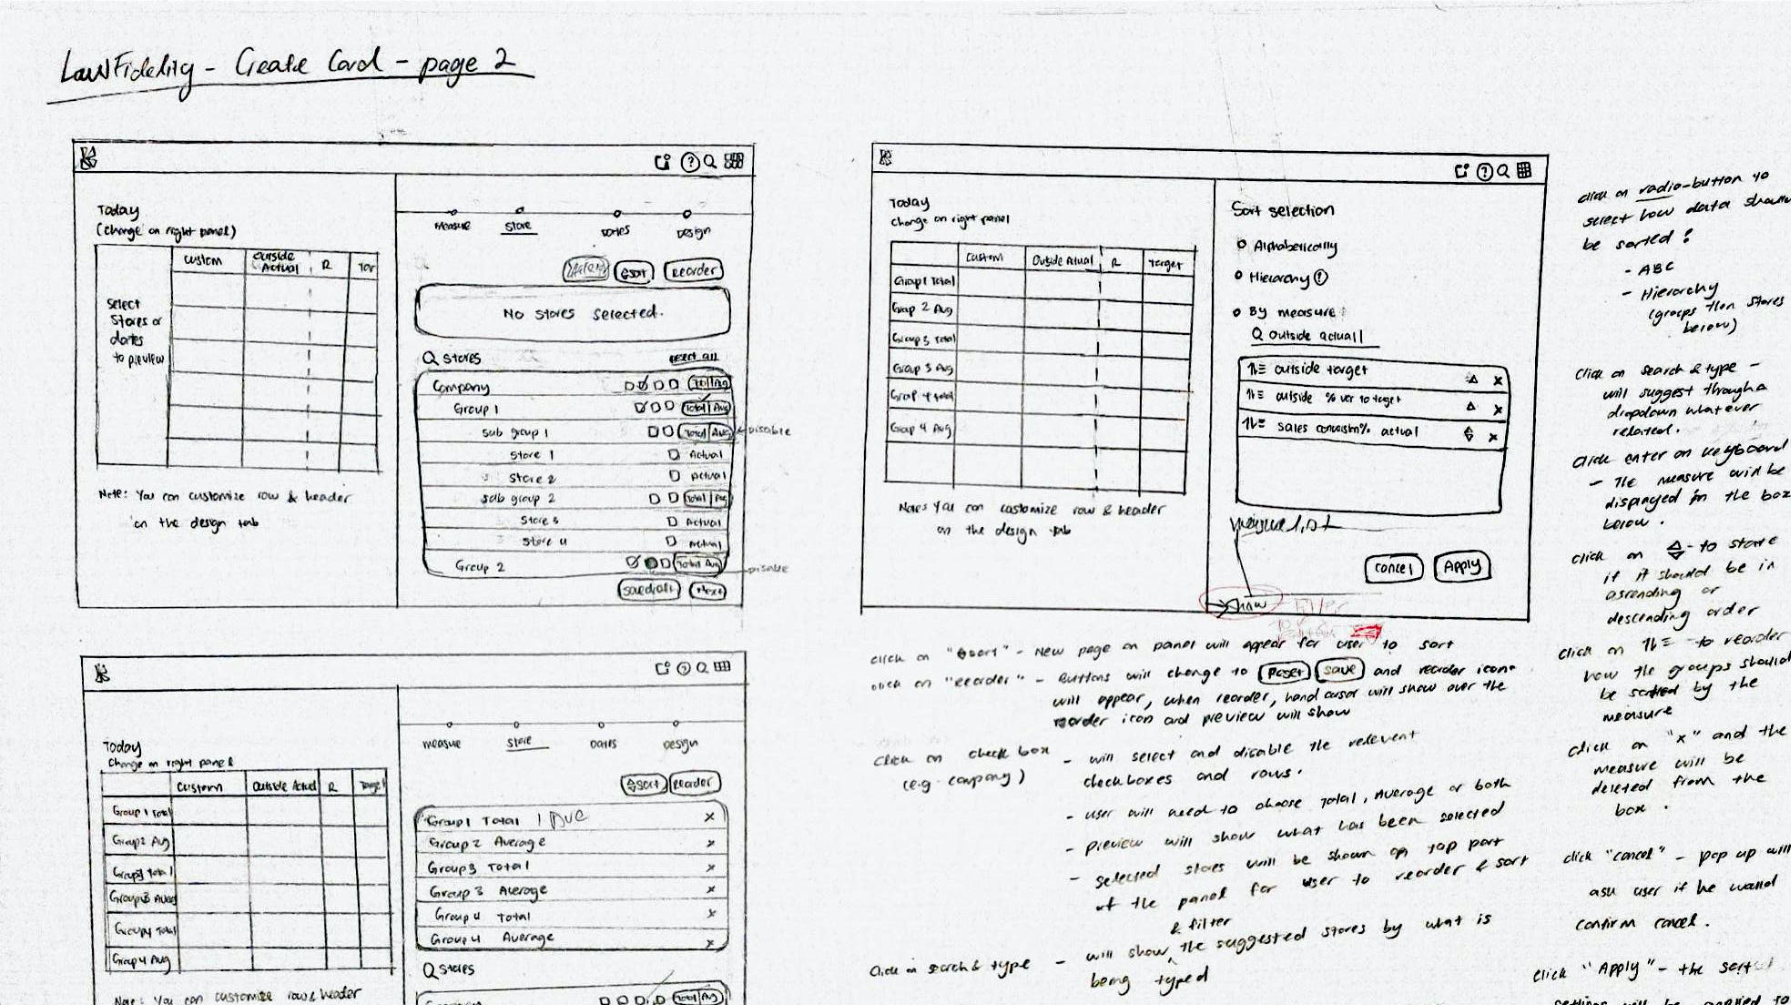 Low Fidelity - Create Card - page 2
Today
(change on right panel)
custom
outside Actual
R
Tar
select
stores or
dates
to preview
Note: You can customize row & header
on the design tab
measure
store
Dates
Design
sort
Reorder
No stores selected.
Q stores
select all
Company
Group 1
Total Avg
sub group 1
Total Avg
Disable
store 1
Actual
store 2
Actual
sub group 2
Total Avg
store 3
Actual
store 4
Actual
Group 2
Total Avg
Disable
Next
Today
change on right panel
custom
Outside Actual
R
Target
Group 1 Total
Group 2 Avg
Group 3 Total
Group 3 Avg
Group 4 total
Group 4 Avg
Note: You can customize row & header
on the design tab
Sort selection
Alphabetically
Hierarchy
By measure
Q Outside actual
outside target
x
outside % var to target
x
sales actual
x
measure list
cancel
Apply
show
Filter
click on "sort" - New page on panel will appear for user to sort
click on "Reorder" - Buttons will change to Reset save and reorder icons
will appear, when reorder, hand cursor will show over the
reorder icon and preview will show
click on check box - will select and disable the relevent
(e.g. company) checkboxes and rows.
- user will need to choose Total, Average or both
- preview will show what has been selected
- selected stores will be shown on top part
of the panel for user to reorder & sort
& filter
Click on search & type - will show the suggested stores by what is
being typed
click on radio-button to
select how data should
be sorted:
- ABC
- Hierarchy
(groups then stores
below)
click on search & type -
will suggest through a
dropdown whatever
related.
click enter on keyboard
- The measure will be
displayed in the box
below.
click on - to state
if it should be in
ascending or
descending order
click on to reorder
how the groups should
be sorted by the
measure
click on "x" and the
measure will be
deleted from the
box.
click "cancel" - pop up will
ask user if he would
confirm cancel.
click "Apply" - the sort
settings will be applied to
Today
Change on right panel
custom
Outside Actual
R
Target
Group 1 Total
Group 2 Avg
Group 3 Total
Group 3 Avg
Group 4 Total
Group 4 Avg
Note: You can customize row & header
measure
store
Dates
Design
sort
Reorder
Group 1 Total
x
Group 2 Average
x
Group 3 Total
x
Group 3 Average
x
Group 4 Total
x
Group 4 Average
x
Q stores
Total Avg